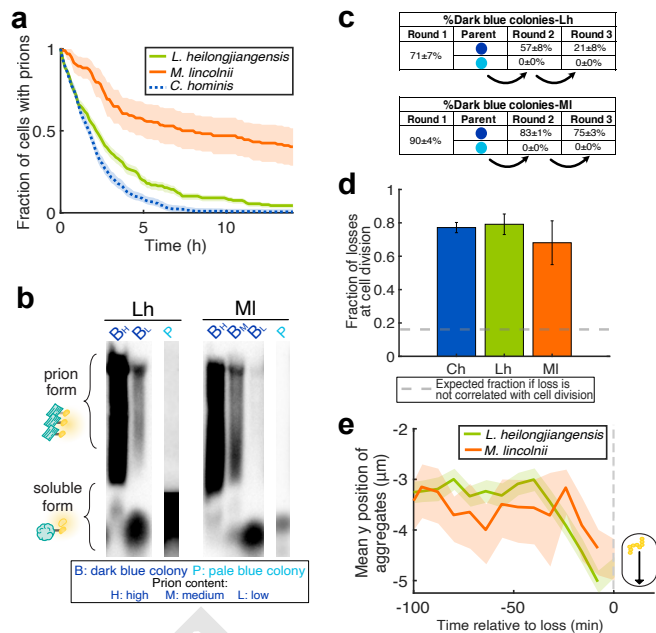 a
Fraction of cells with prions
1
0.5
0
0 5 10
Time (h)
L. heilongjiangensis
M. lincolnii
C. hominis
b
Lh Ml
BH BL P BH BM BL P
prion
form
soluble
form
B: dark blue colony P: pale blue colony
Prion content:
H: high M: medium L: low
c
%Dark blue colonies-Lh
Round 1 Parent Round 2 Round 3
71±7% 57±8% 21±8%
0±0% 0±0%
%Dark blue colonies-Ml
Round 1 Parent Round 2 Round 3
90±4% 83±1% 75±3%
0±0% 0±0%
d
Fraction of losses
at cell division
1
0.8
0.6
0.4
0.2
0
Ch Lh Ml
Expected fraction if loss is
not correlated with cell division
e
Mean y position of
aggregates (µm)
-2
-3
-4
-5
-100 -50 0
Time relative to loss (min)
L. heilongjiangensis
M. lincolnii